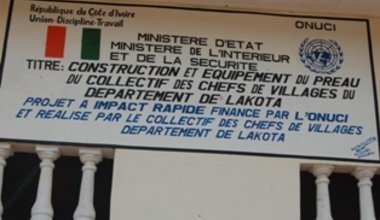 République de Côte d'Ivoire
Union-Discipline-Travail
ONUCI
MINISTERE D'ETAT
MINISTERE DE L'INTERIEUR
ET DE LA SECURITE
TITRE: CONSTRUCTION ET EQUIPEMENT DU PREAU
DU COLLECTIF DES CHEFS DE VILLAGES DU
DEPARTEMENT DE LAKOTA
PROJET A IMPACT RAPIDE FINANCE PAR L'ONUCI
ET REALISE PAR LE COLLECTIF DES CHEFS DE VILLAGES
DEPARTEMENT DE LAKOTA